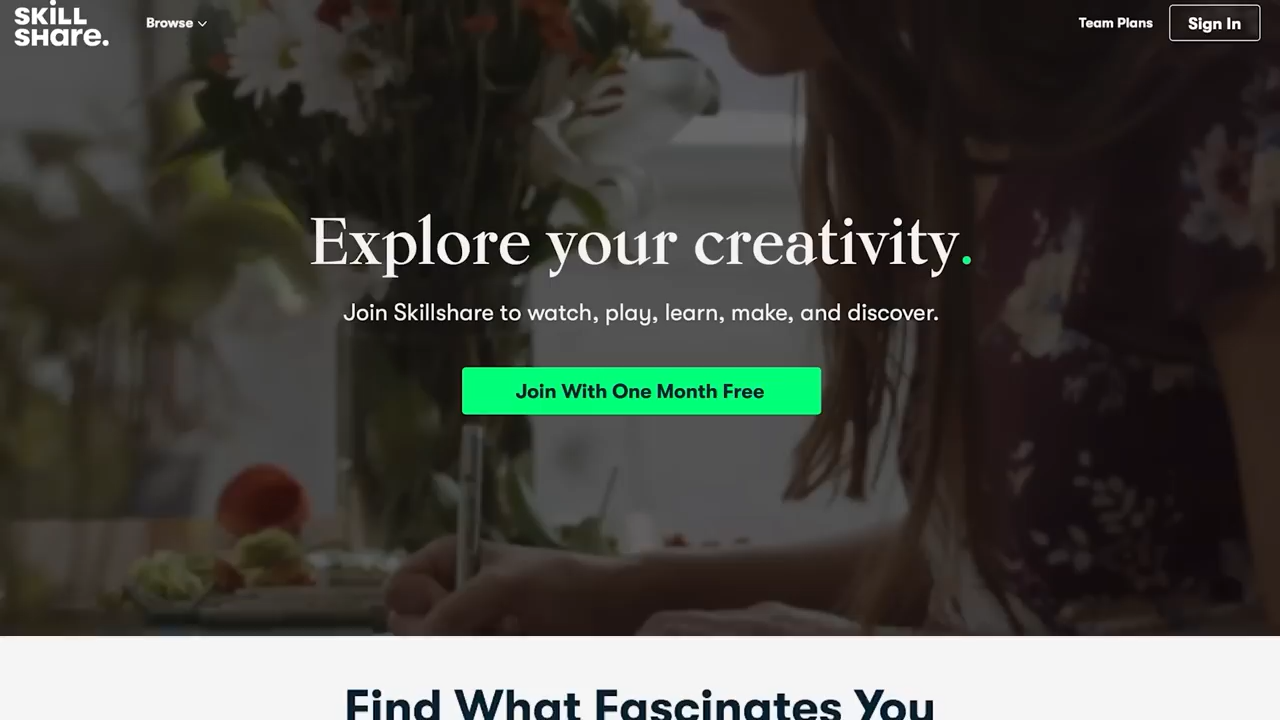 SKiLL
SHare.
Browse
Team Plans
Sign In
Explore your creativity.
Join Skillshare to watch, play, learn, make, and discover.
Join With One Month Free
Find What Fascinates You